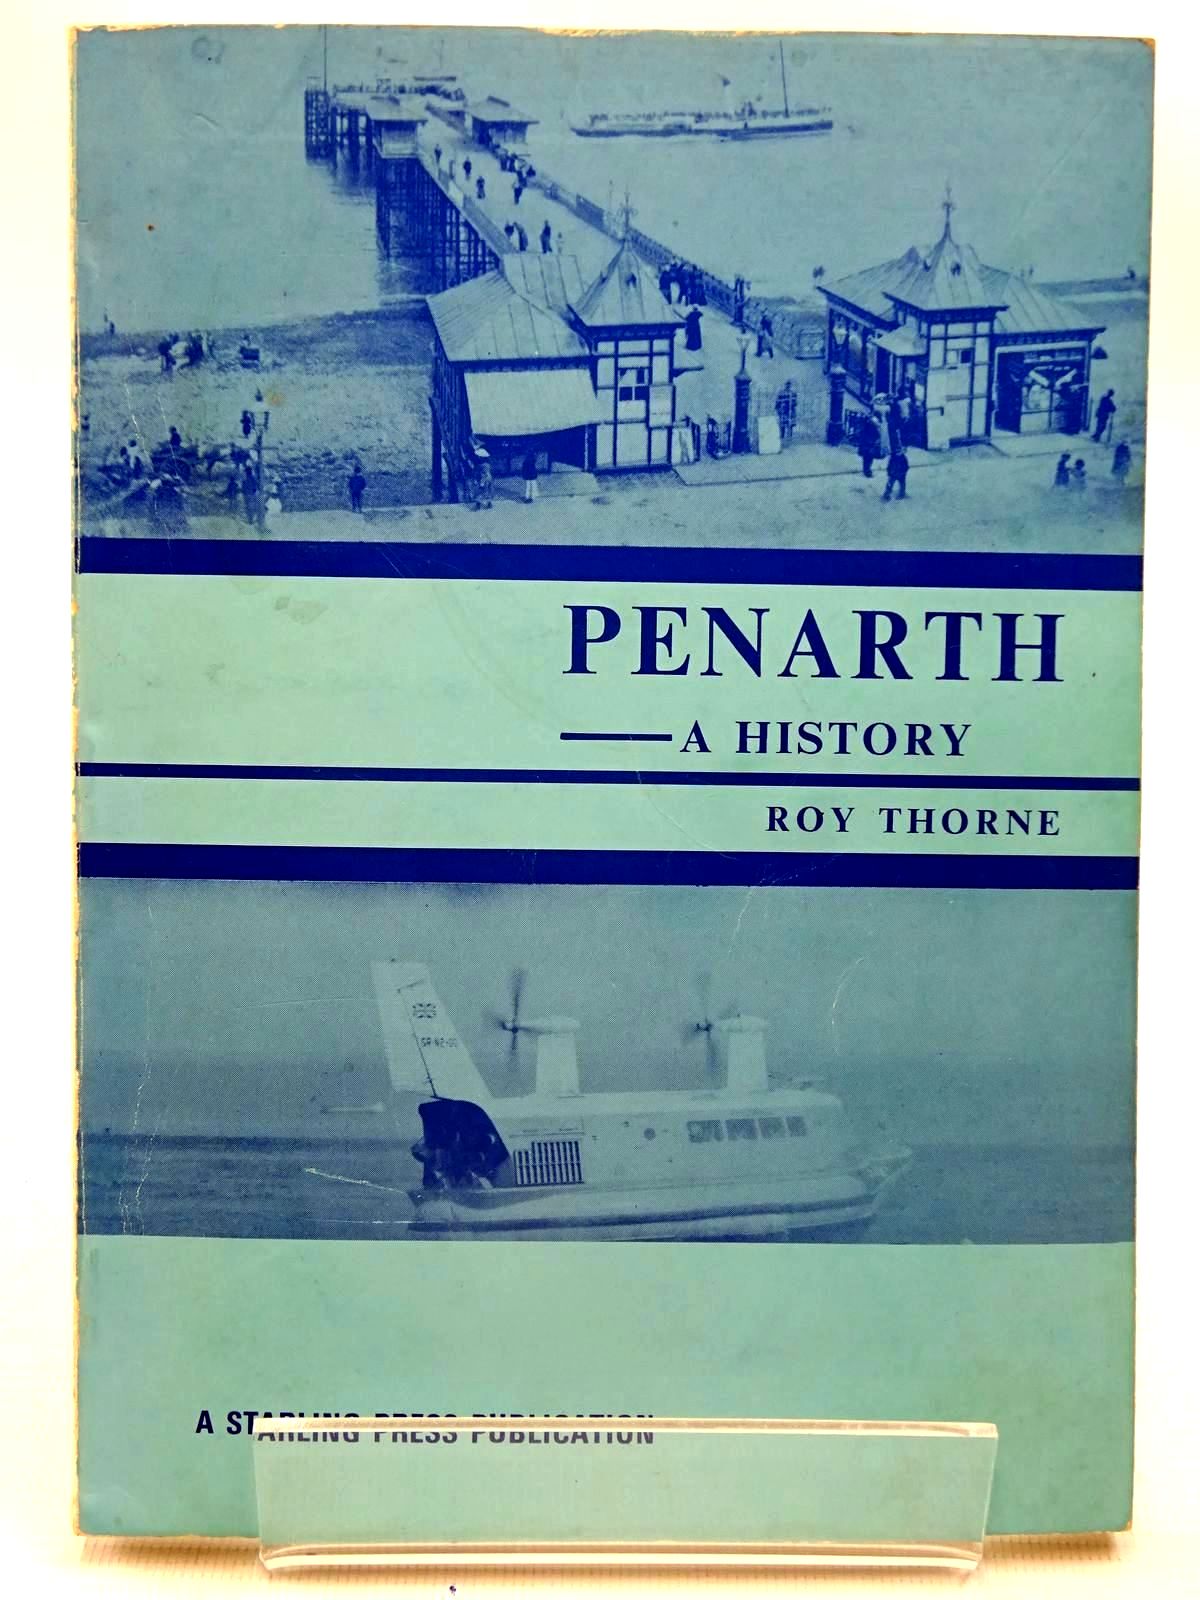 PENARTH
A HISTORY
ROY THORNE
A STARLING PRESS PUBLICATION